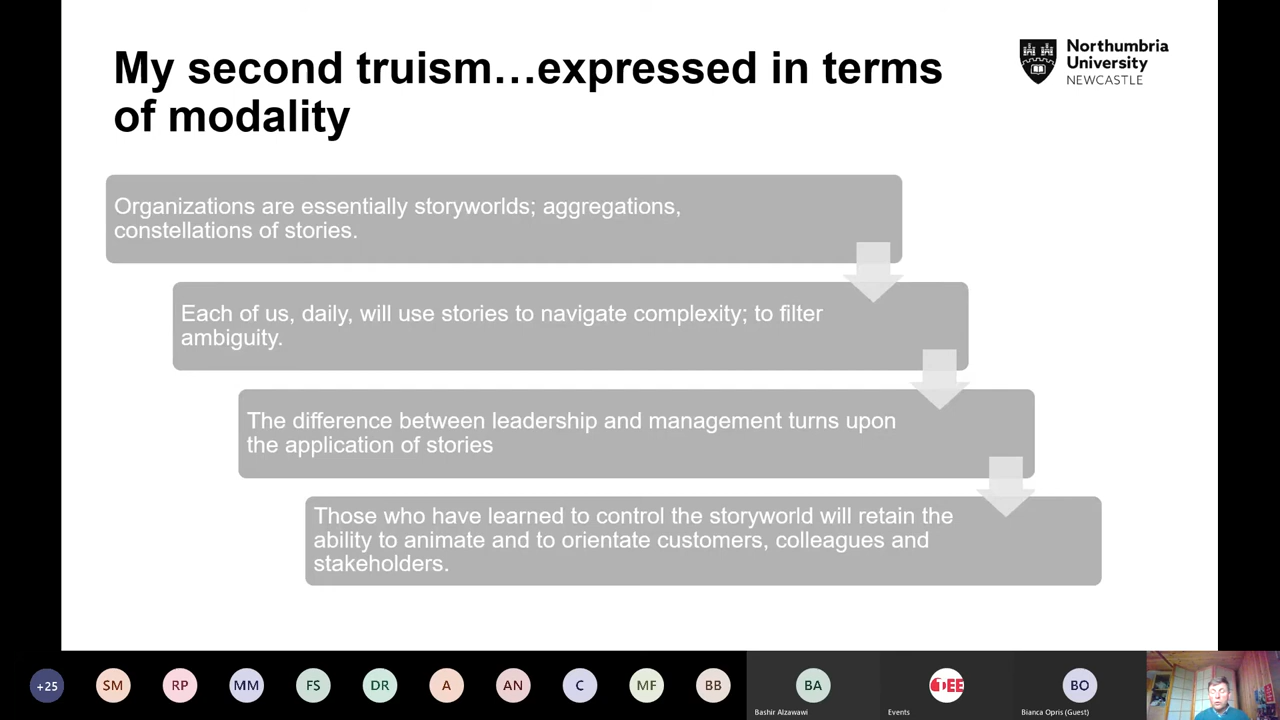 My second truism…expressed in terms
of modality
Northumbria
University
NEWCASTLE
Organizations are essentially storyworlds; aggregations,
constellations of stories.
Each of us, daily, will use stories to navigate complexity; to filter
ambiguity.
The difference between leadership and management turns upon
the application of stories
Those who have learned to control the storyworld will retain the
ability to animate and to orientate customers, colleagues and
stakeholders.
+25
SM
RP
MM
FS
DR
A
AN
C
MF
BB
BA
Bashir Alzawawi
DEE
Events
BO
Bianca Opris (Guest)